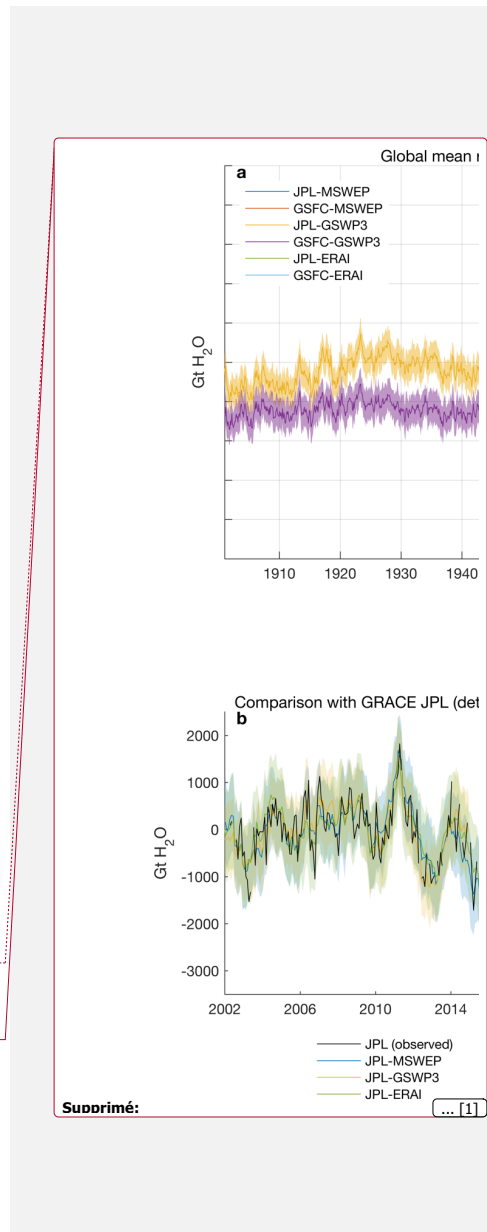 Global mean r
a
JPL-MSWEP
GSFC-MSWEP
JPL-GSWP3
GSFC-GSWP3
JPL-ERAI
GSFC-ERAI
Gt H₂O
1910 1920 1930 1940
Comparison with GRACE JPL (det
b
2000
1000
0
-1000
-2000
-3000
Gt H₂O
2002 2006 2010 2014
JPL (observed)
JPL-MSWEP
JPL-GSWP3
JPL-ERAI
Supprimé: ... [1]